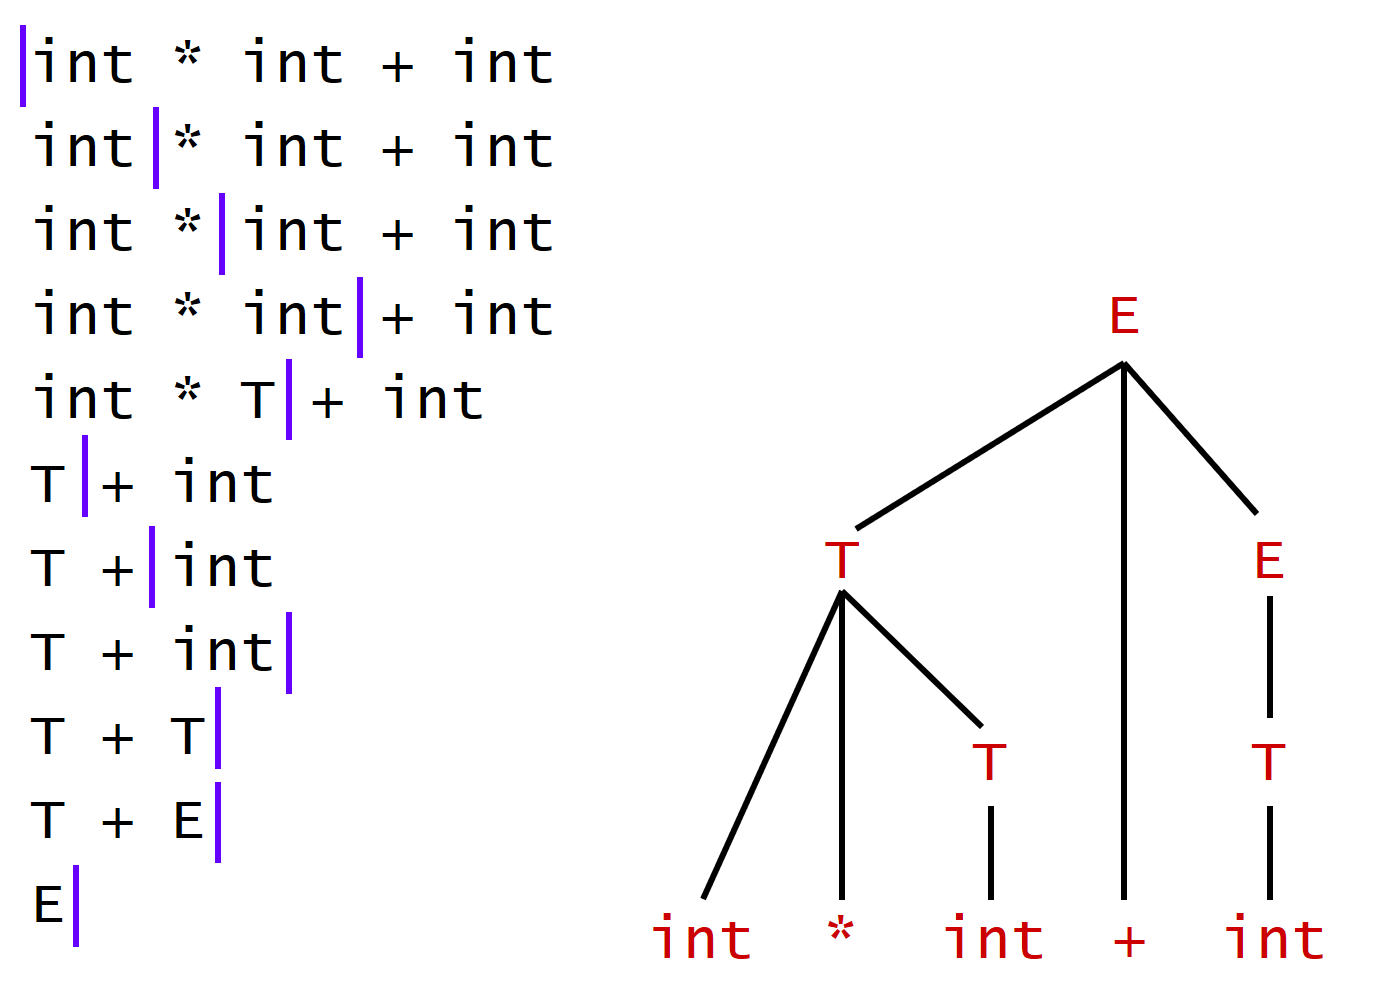 |int * int + int
int|* int + int
int *|int + int
int * int|+ int
int * T|+ int
T|+ int
T +|int
T + int|
T + T|
T + E|
E|
E
T E
T T
int * int + int